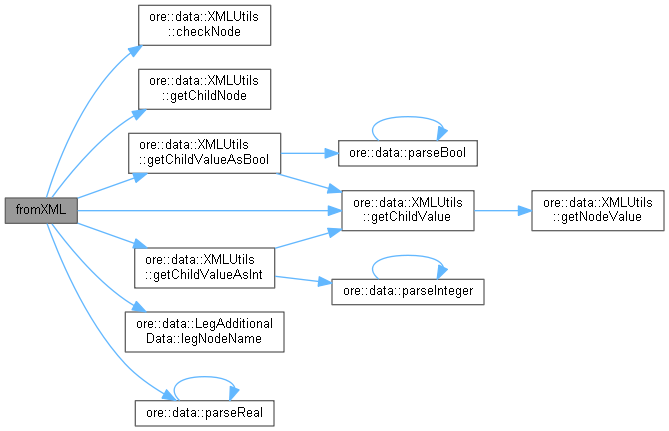 fromXML
ore::data::XMLUtils
::checkNode
ore::data::XMLUtils
::getChildNode
ore::data::XMLUtils
::getChildValueAsBool
ore::data::XMLUtils
::getChildValueAsInt
ore::data::LegAdditional
Data::legNodeName
ore::data::parseReal
ore::data::parseBool
ore::data::XMLUtils
::getChildValue
ore::data::parseInteger
ore::data::XMLUtils
::getNodeValue